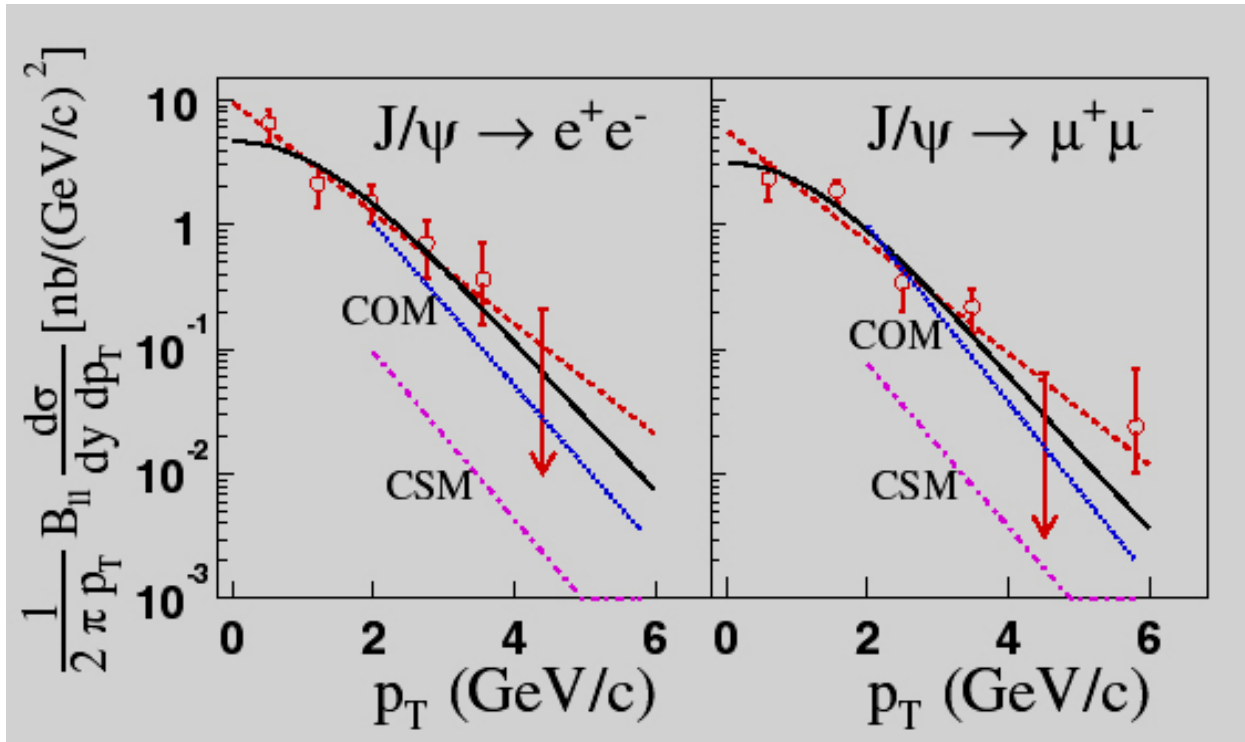 1/(2 π p_T) B_ll dσ/(dy dp_T) [nb/(GeV/c)²]
10
1
10⁻¹
10⁻²
10⁻³
J/ψ → e⁺e⁻
COM
CSM
0 2 4 6
p_T (GeV/c)
J/ψ → μ⁺μ⁻
COM
CSM
0 2 4 6
p_T (GeV/c)